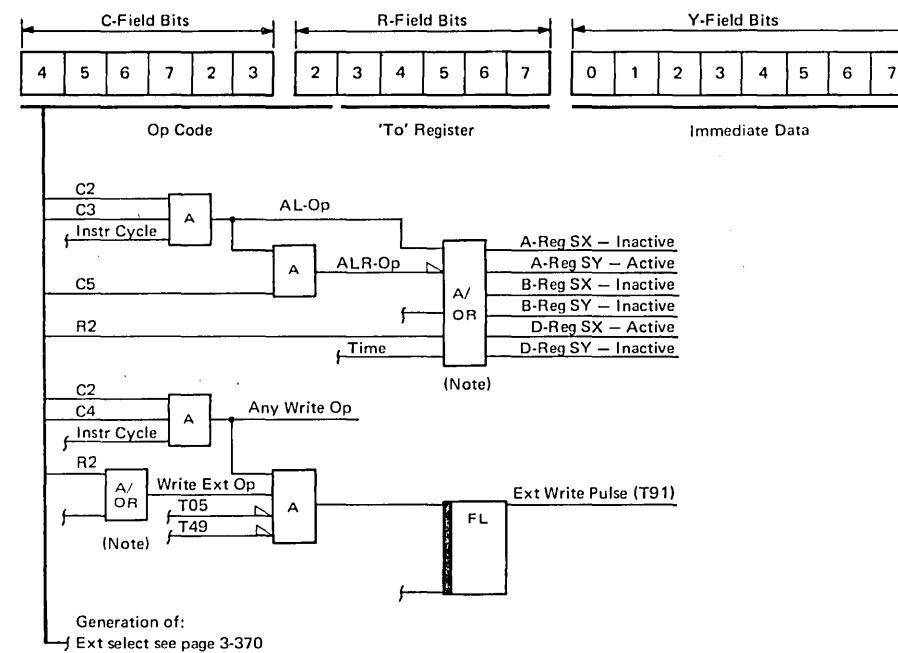 C-Field Bits R-Field Bits Y-Field Bits
4 5 6 7 2 3 2 3 4 5 6 7 0 1 2 3 4 5 6 7
Op Code 'To' Register Immediate Data
C2
C3
Instr Cycle
A
AL-Op
A
ALR-Op
C5
R2
Time
A/
OR
(Note)
A-Reg SX — Inactive
A-Reg SY — Active
B-Reg SX — Inactive
B-Reg SY — Inactive
D-Reg SX — Active
D-Reg SY — Inactive
C2
C4
Instr Cycle
A
Any Write Op
R2
A/
OR
(Note)
Write Ext Op
T05
T49
A
FL
Ext Write Pulse (T91)
Generation of:
Ext select see page 3-370